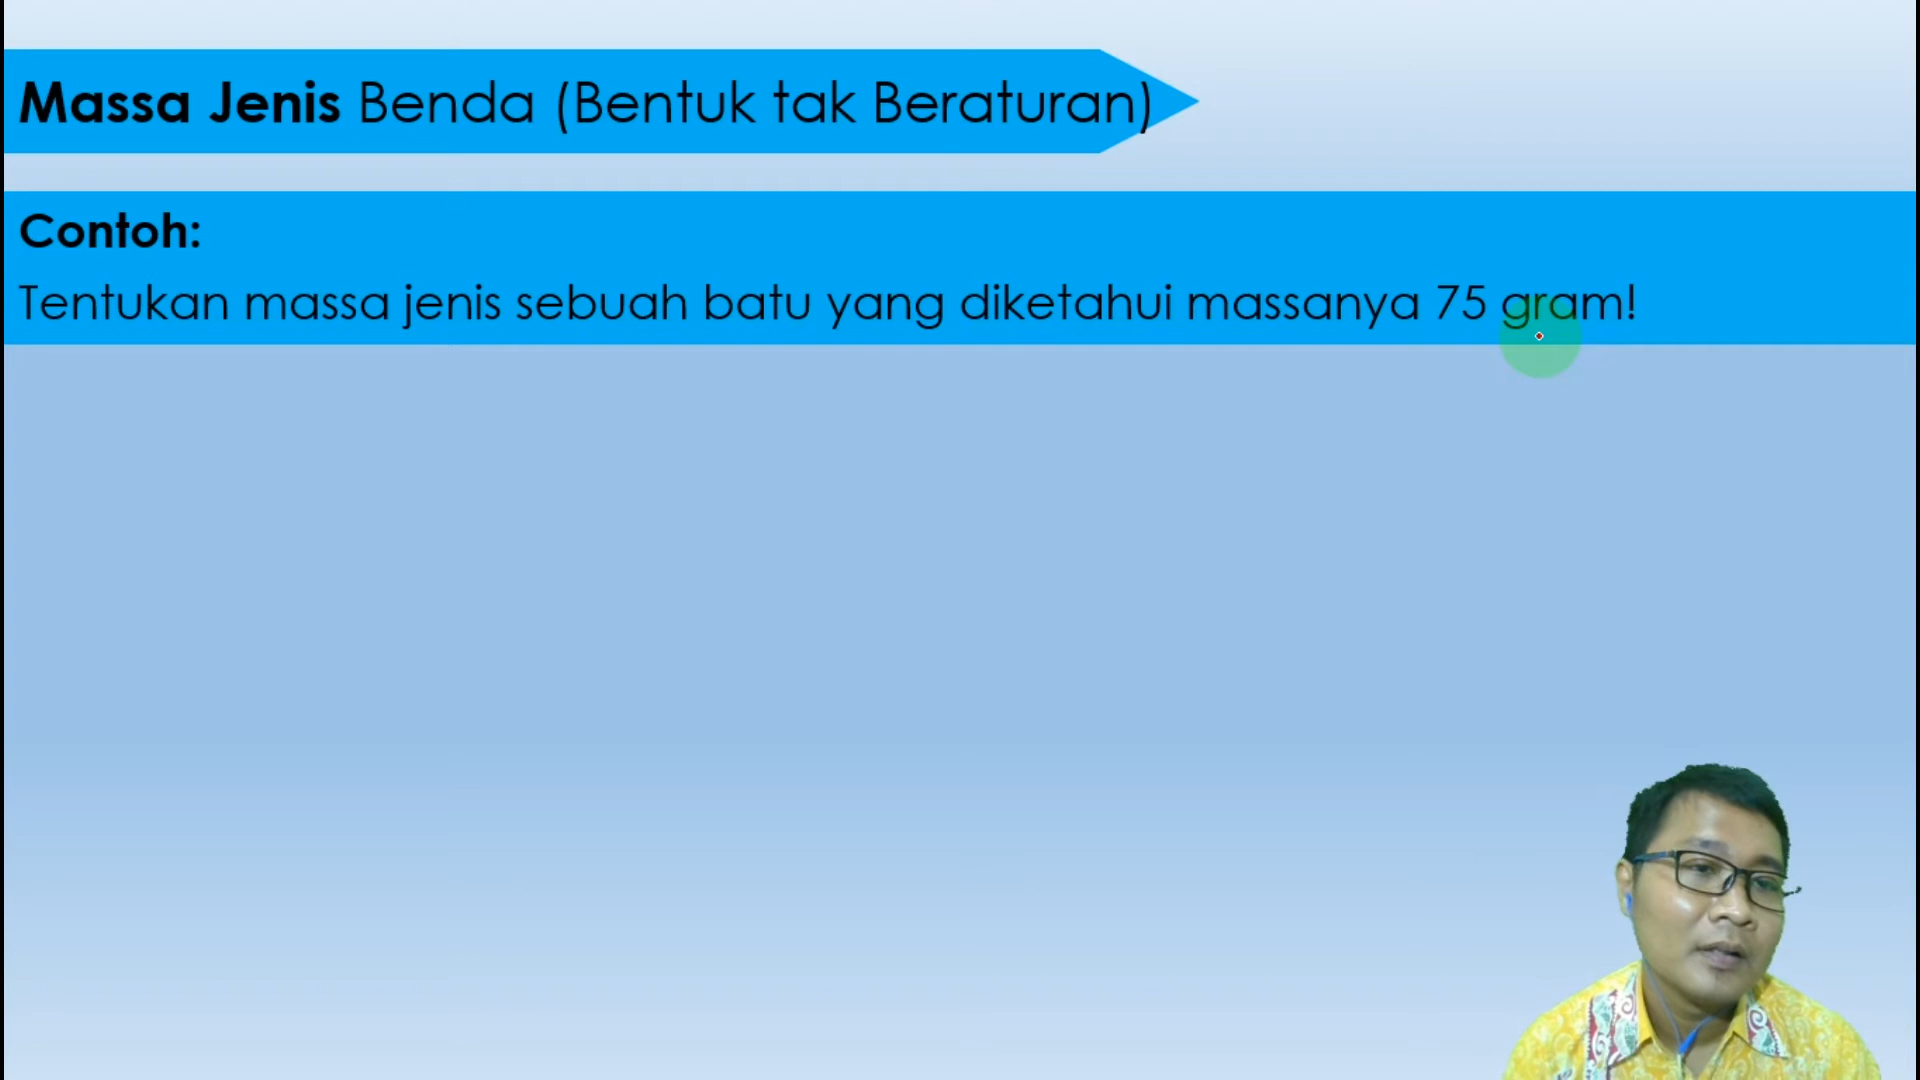 Massa Jenis Benda (Bentuk tak Beraturan)
Contoh:
Tentukan massa jenis sebuah batu yang diketahui massanya 75 gram!